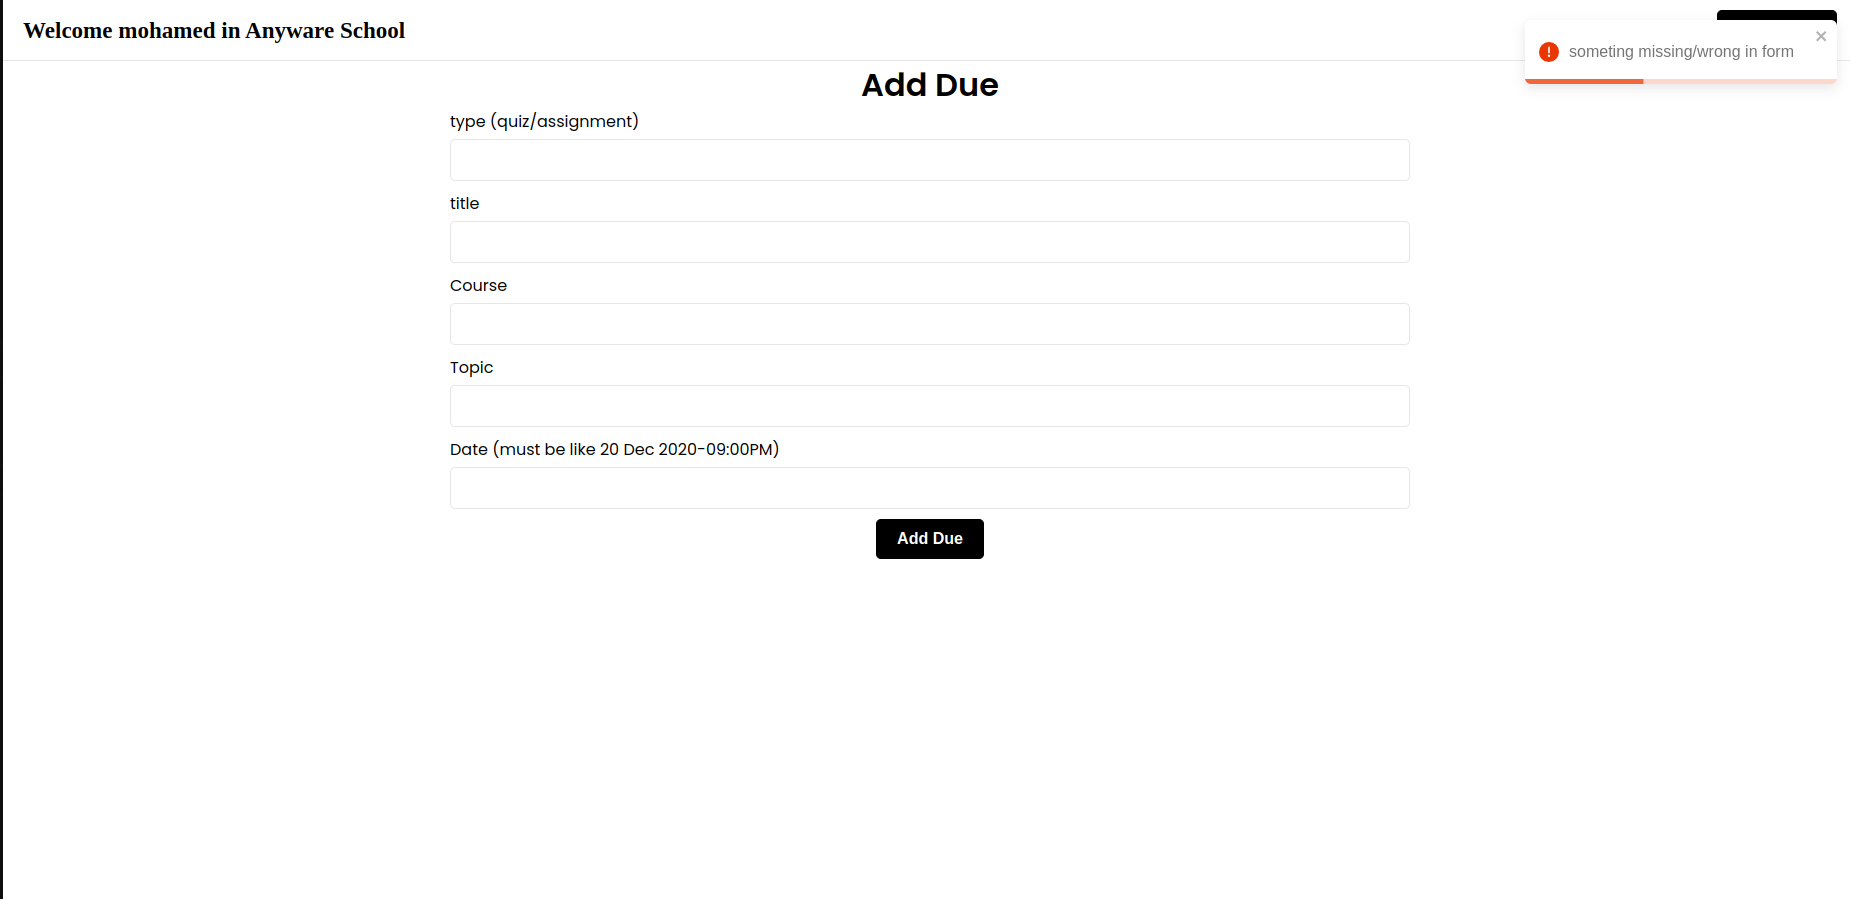 Welcome mohamed in Anyware School
someting missing/wrong in form
Add Due
type (quiz/assignment)
title
Course
Topic
Date (must be like 20 Dec 2020-09:00PM)
Add Due